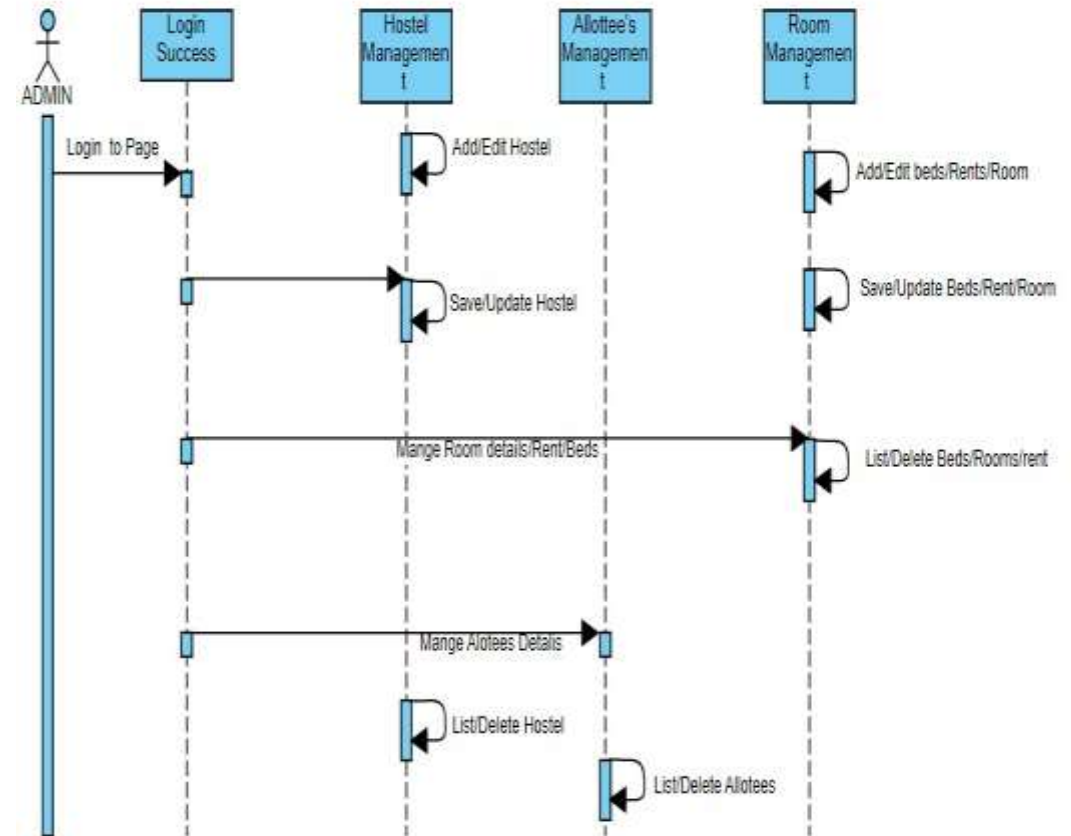 Login
Success
Hostel
Managemen
t
Allottee's
Managemen
t
Room
Managemen
t
ADMIN
Login to Page
Add/Edit Hostel
Add/Edit beds/Rents/Room
Save/Update Hostel
Save/Update Beds/Rent/Room
Mange Room details/Rent/Beds
List/Delete Beds/Rooms/rent
Mange Alotees Detalis
List/Delete Hostel
List/Delete Allotees